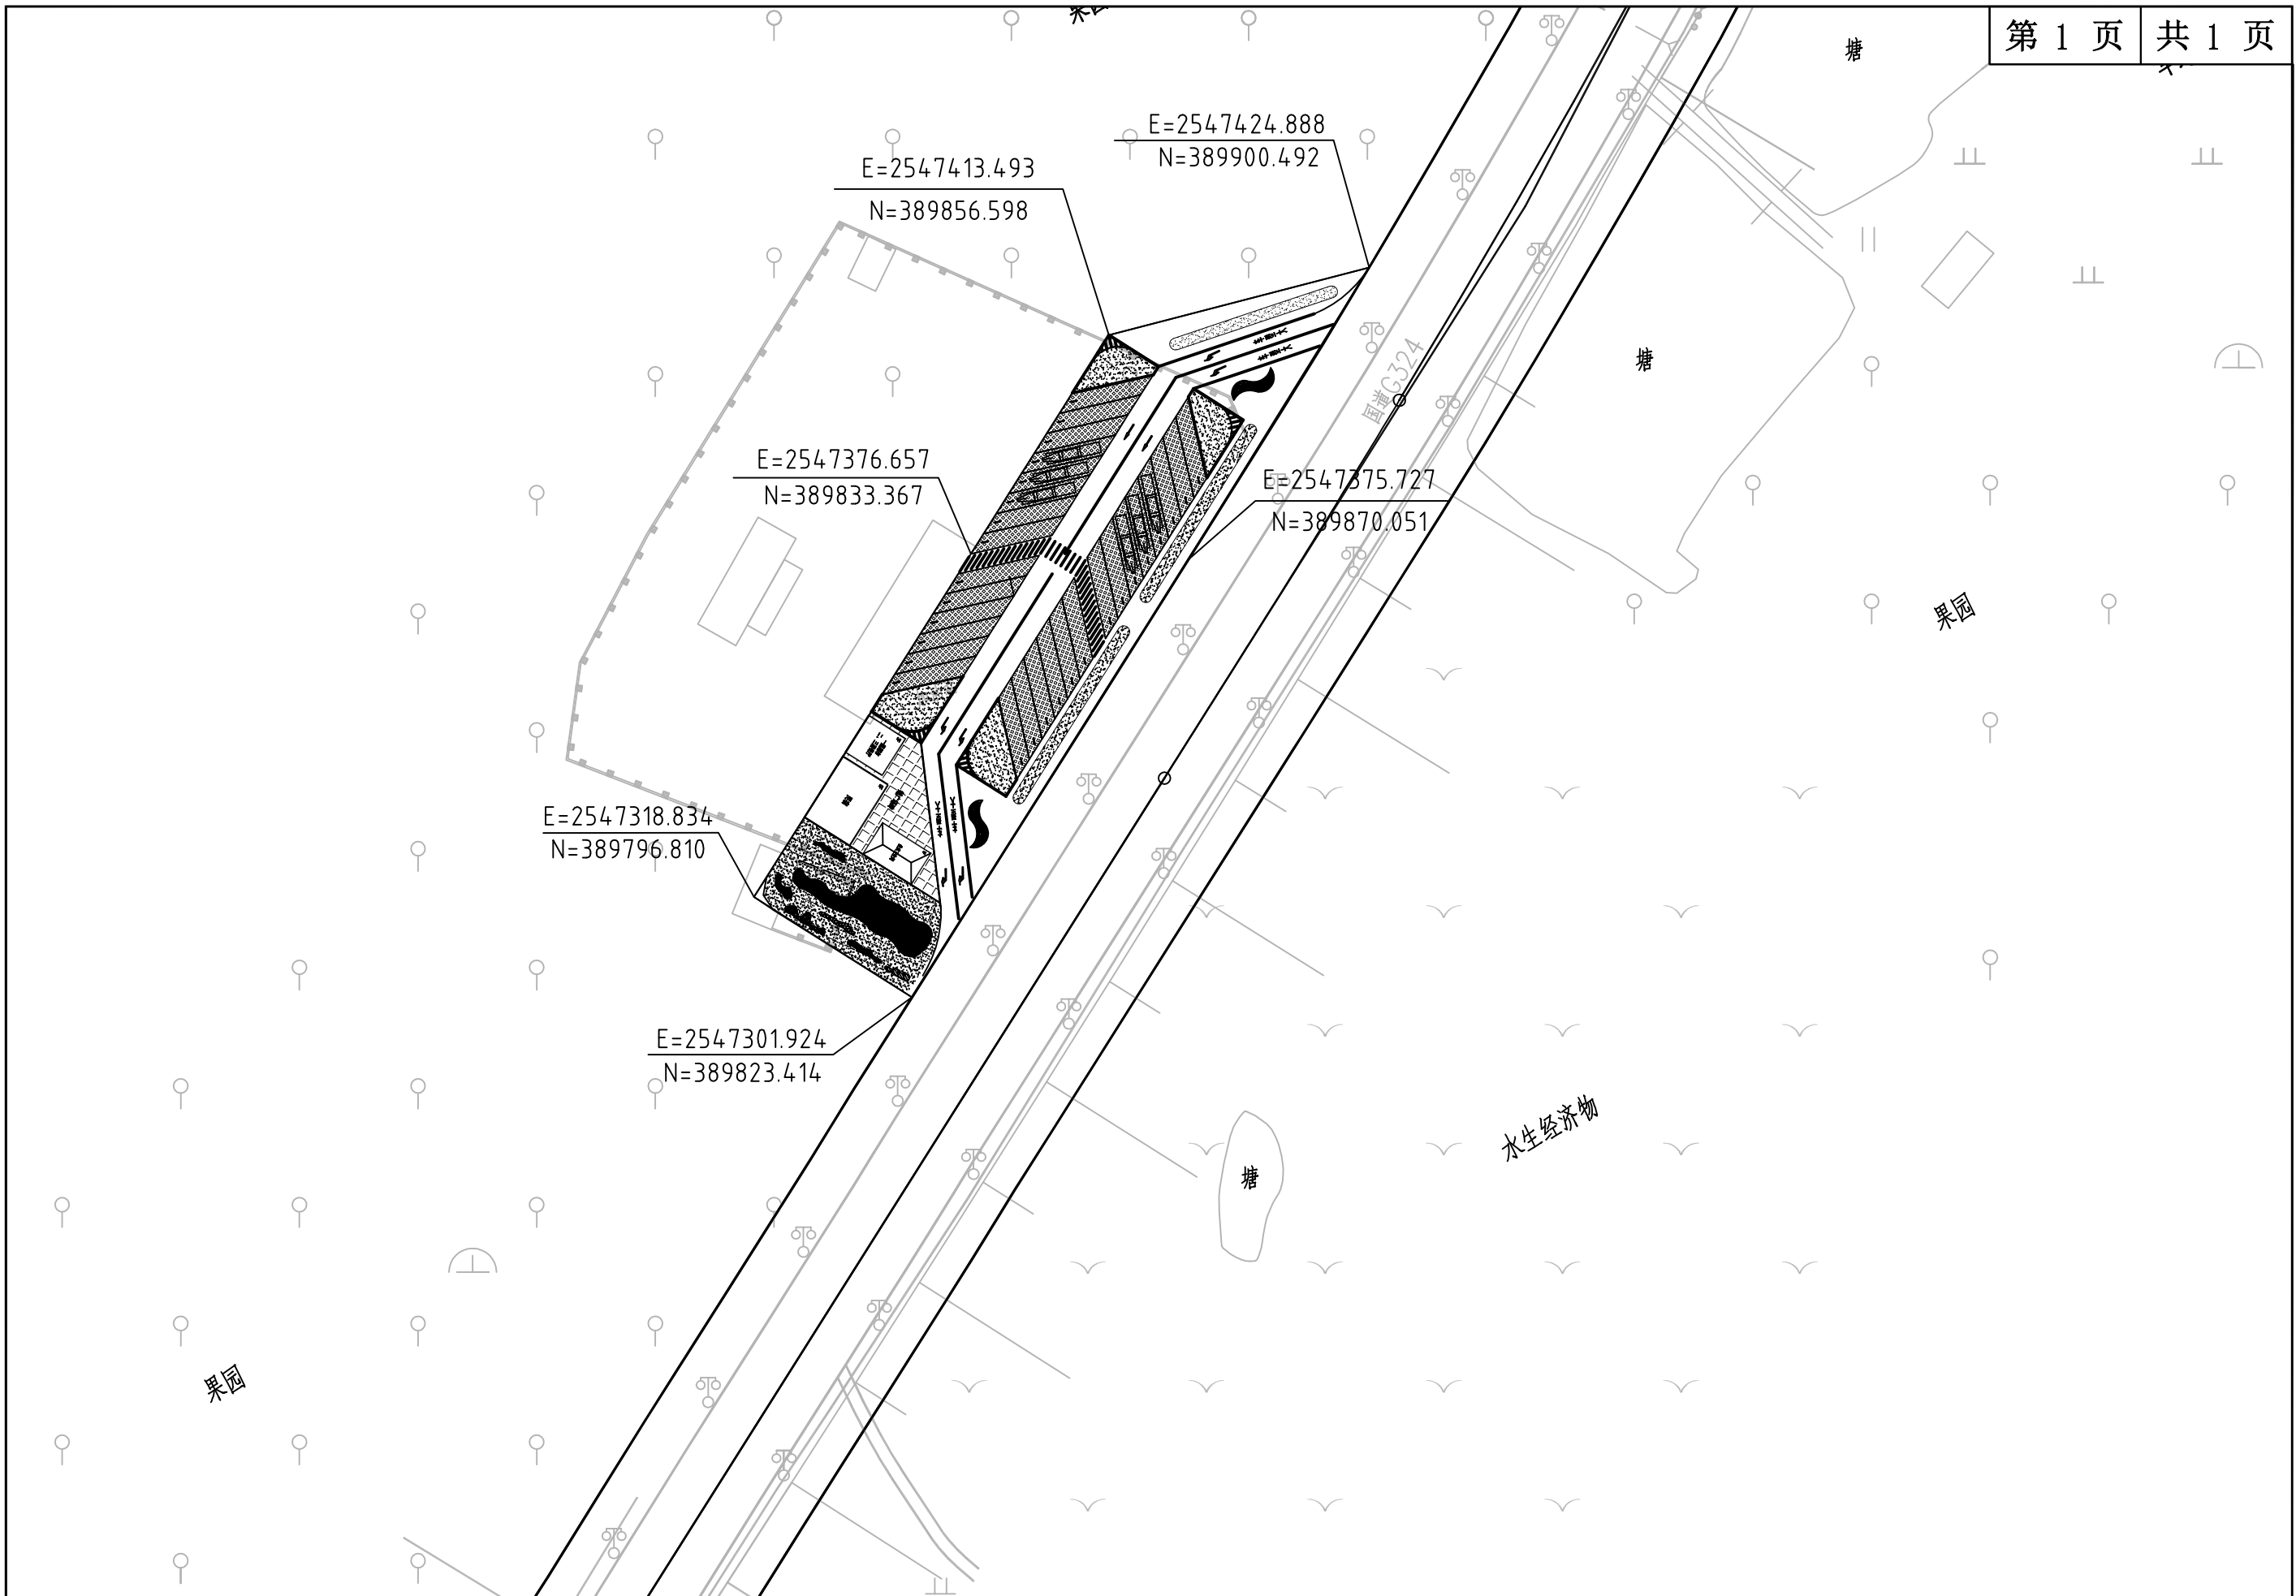 第 1 页 共 1 页
塘
E=2547424.888
N=389900.492
E=2547413.493
N=389856.598
国道G324
塘
E=2547376.657
N=389833.367
E=2547375.727
N=389870.051
果园
E=2547318.834
N=389796.810
E=2547301.924
N=389823.414
水生经济物
塘
果园